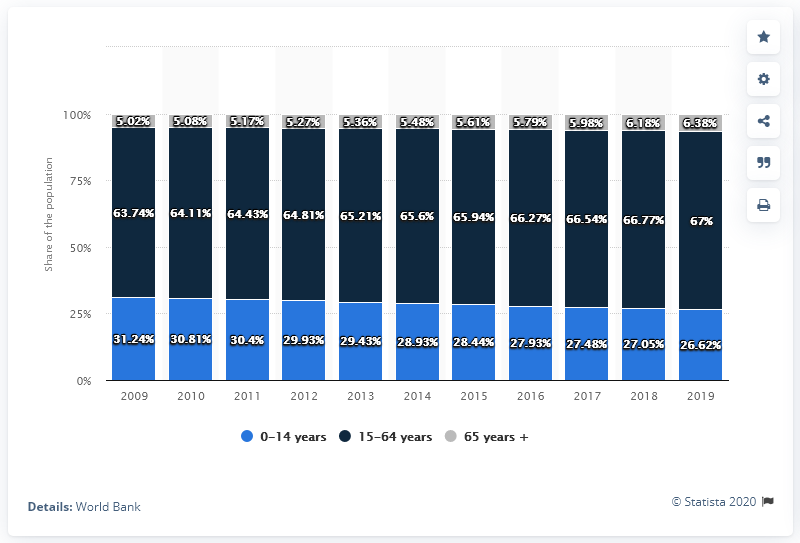 100%
75%
50%
25%
0%
Share of the population
5.02% 5.08% 5.17% 5.27% 5.36% 5.48% 5.61% 5.79% 5.98% 6.18% 6.38%
63.74% 64.11% 64.43% 64.81% 65.21% 65.6% 65.94% 66.27% 66.54% 66.77% 67%
31.24% 30.81% 30.4% 29.93% 29.43% 28.93% 28.44% 27.93% 27.48% 27.05% 26.62%
2009 2010 2011 2012 2013 2014 2015 2016 2017 2018 2019
0–14 years 15–64 years 65 years +
Details: World Bank
© Statista 2020